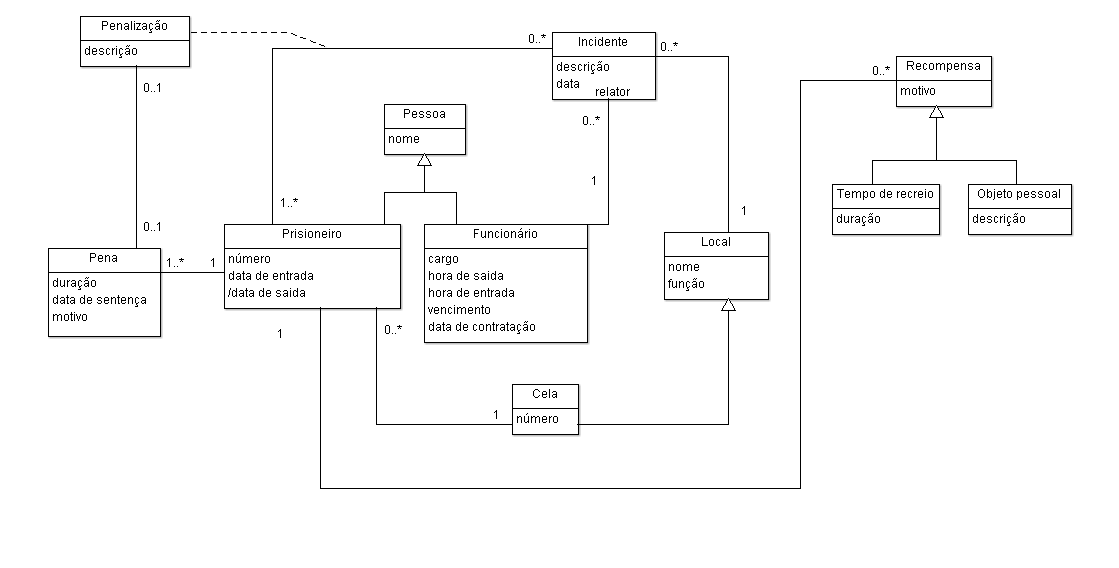 Penalização
descrição
0..1
0..1
Pena
duração
data de sentença
motivo
1..*
1
0..*
Incidente
descrição
data
relator
0..*
0..*
1
Pessoa
nome
1..*
Prisioneiro
número
data de entrada
/data de saida
1
0..*
Funcionário
cargo
hora de saida
hora de entrada
vencimento
data de contratação
1
Local
nome
função
Cela
número
1
0..*
Recompensa
motivo
Tempo de recreio
duração
Objeto pessoal
descrição